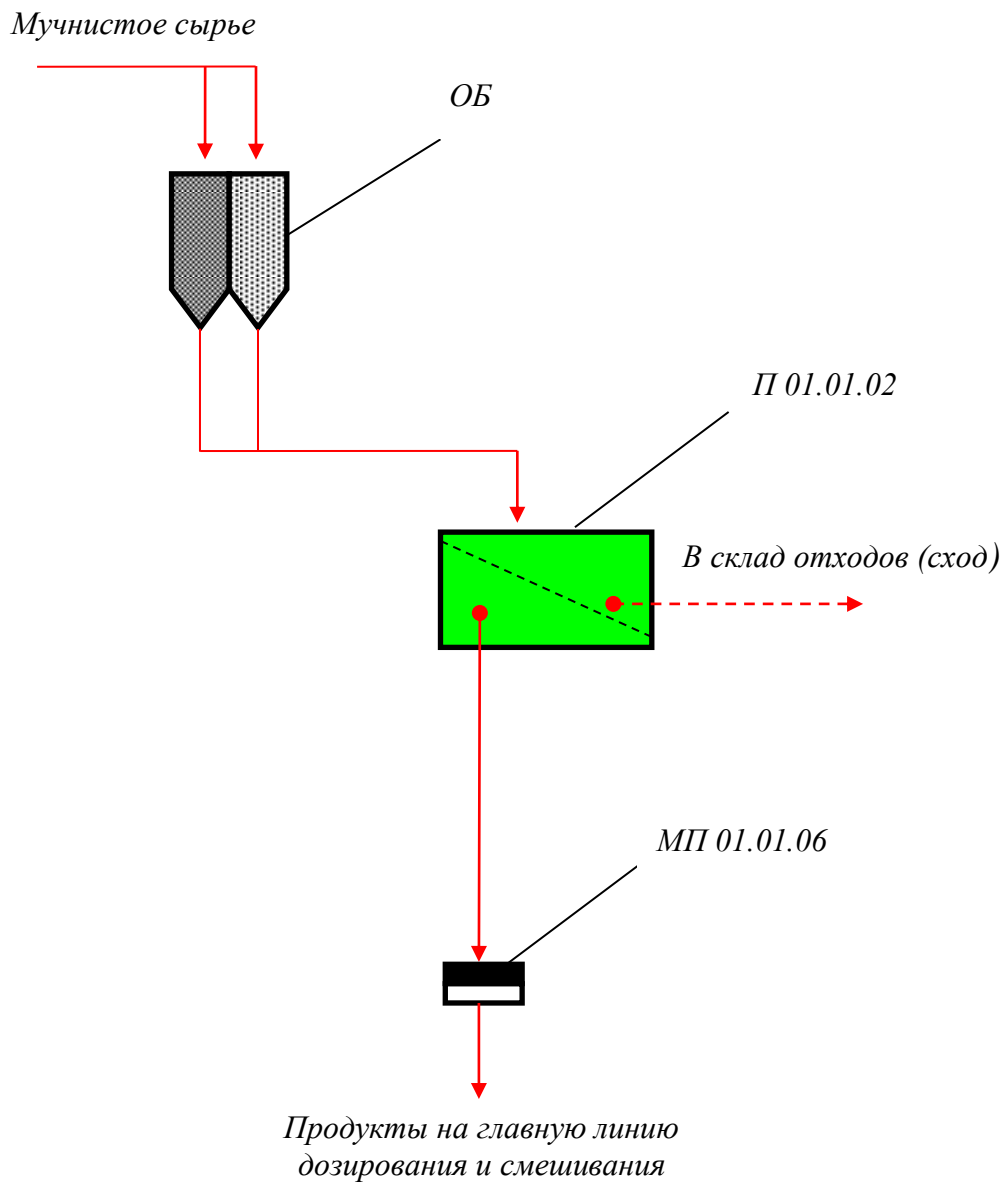 Мучнистое сырье
ОБ
П 01.01.02
В склад отходов (сход)
МП 01.01.06
Продукты на главную линию
дозирования и смешивания